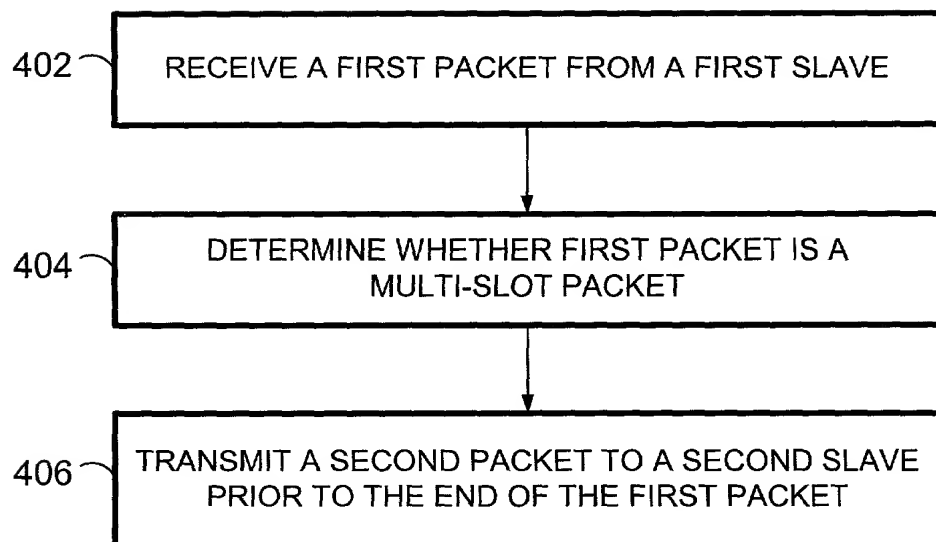 402 RECEIVE A FIRST PACKET FROM A FIRST SLAVE
404 DETERMINE WHETHER FIRST PACKET IS A
MULTI-SLOT PACKET
406 TRANSMIT A SECOND PACKET TO A SECOND SLAVE
PRIOR TO THE END OF THE FIRST PACKET